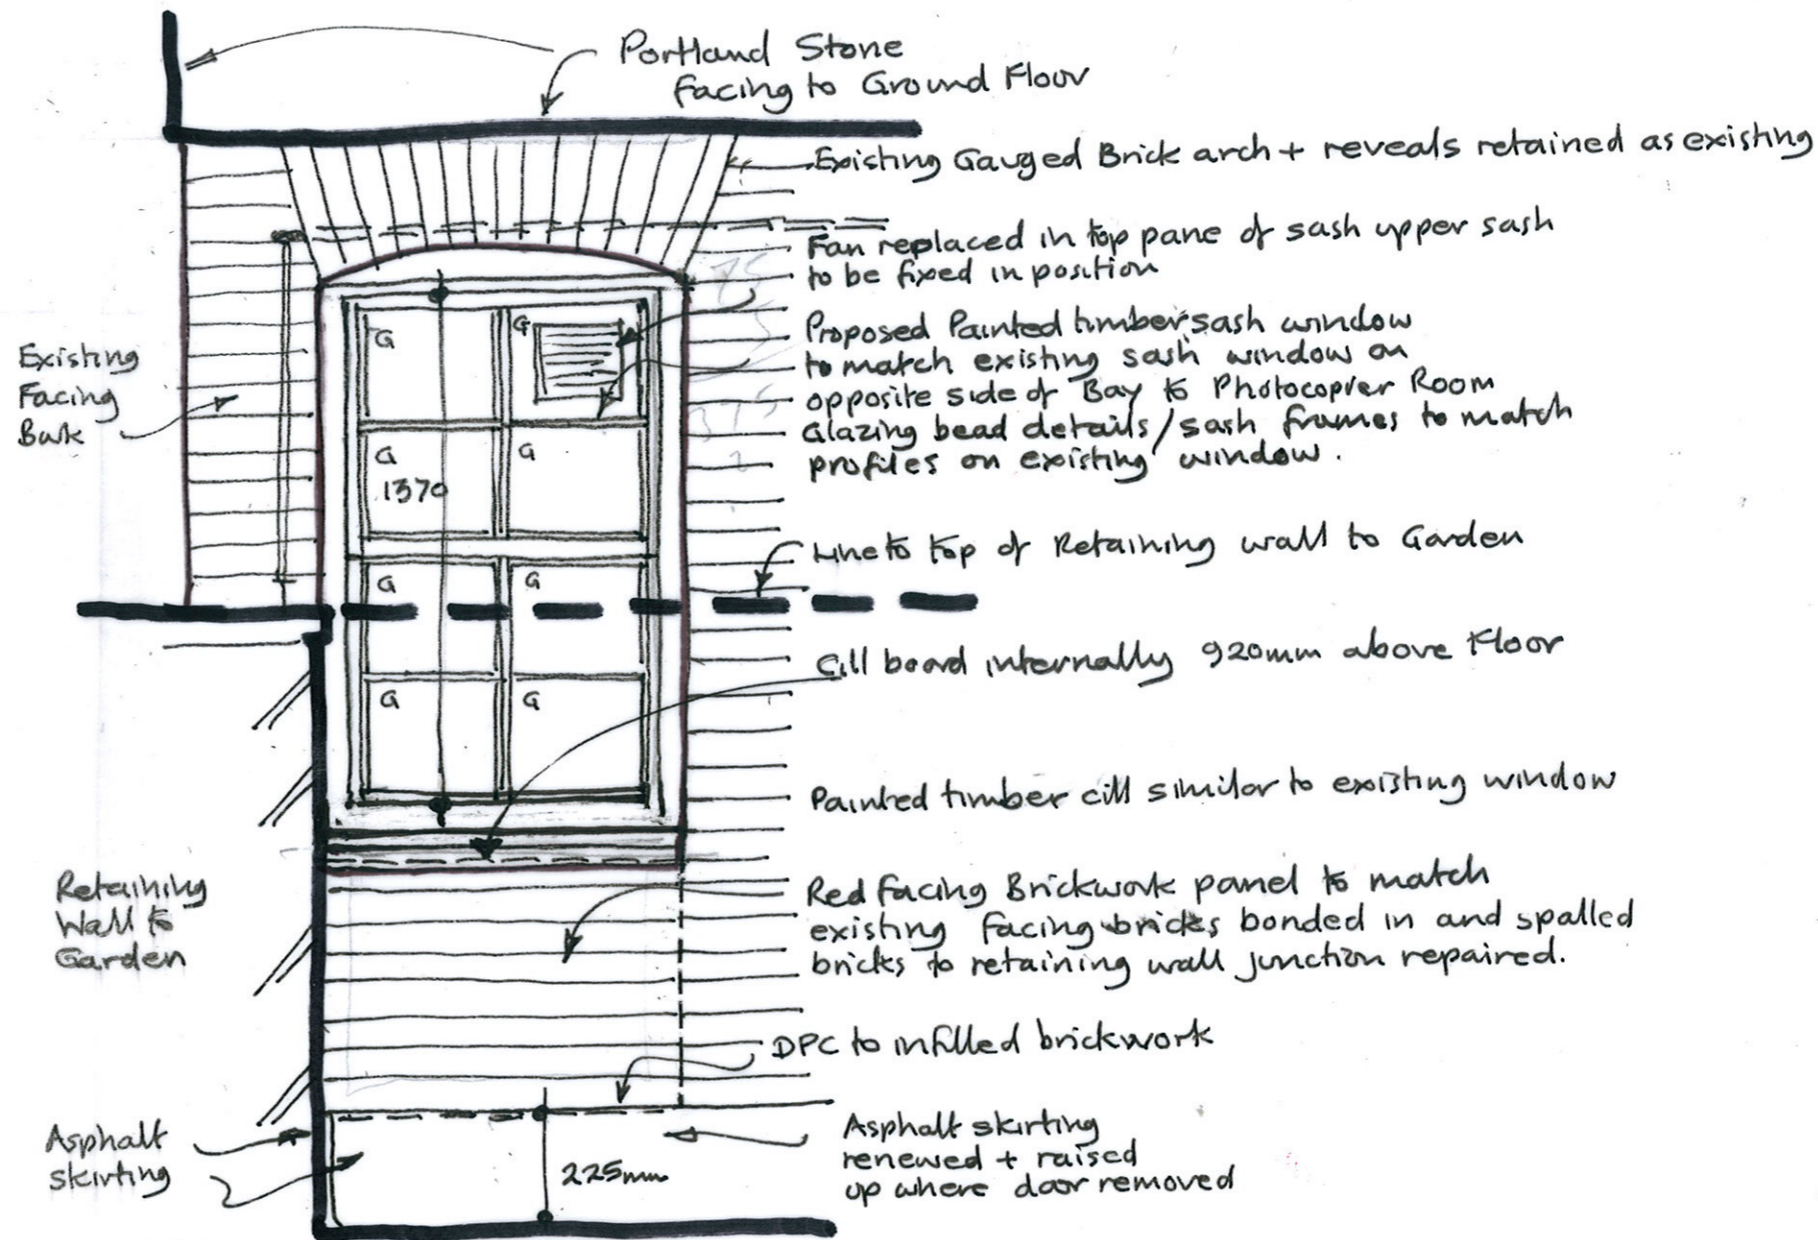 Portland Stone
facing to Ground Floor
Existing Gauged Brick arch + reveals retained as existing
Fan replaced in top pane of sash upper sash
to be fixed in position
75
Proposed Painted timber sash window
to match existing sash window on
opposite side of Bay to Photocopier Room
Glazing bead details/sash frames to match
profiles on existing window.
375
Existing
Facing
G
G
G
G
1370
G
G
G
G
Line to top of Retaining wall to Garden
Cill board internally 920mm above Floor
Painted timber cill similar to existing window
Retaining
Wall to
Garden
Red facing Brickwork panel to match
existing facing bricks bonded in and spalled
bricks to retaining wall junction repaired.
DPC to infilled brickwork
Asphalt
skirting
Asphalt skirting
renewed + raised
up where door removed
225mm